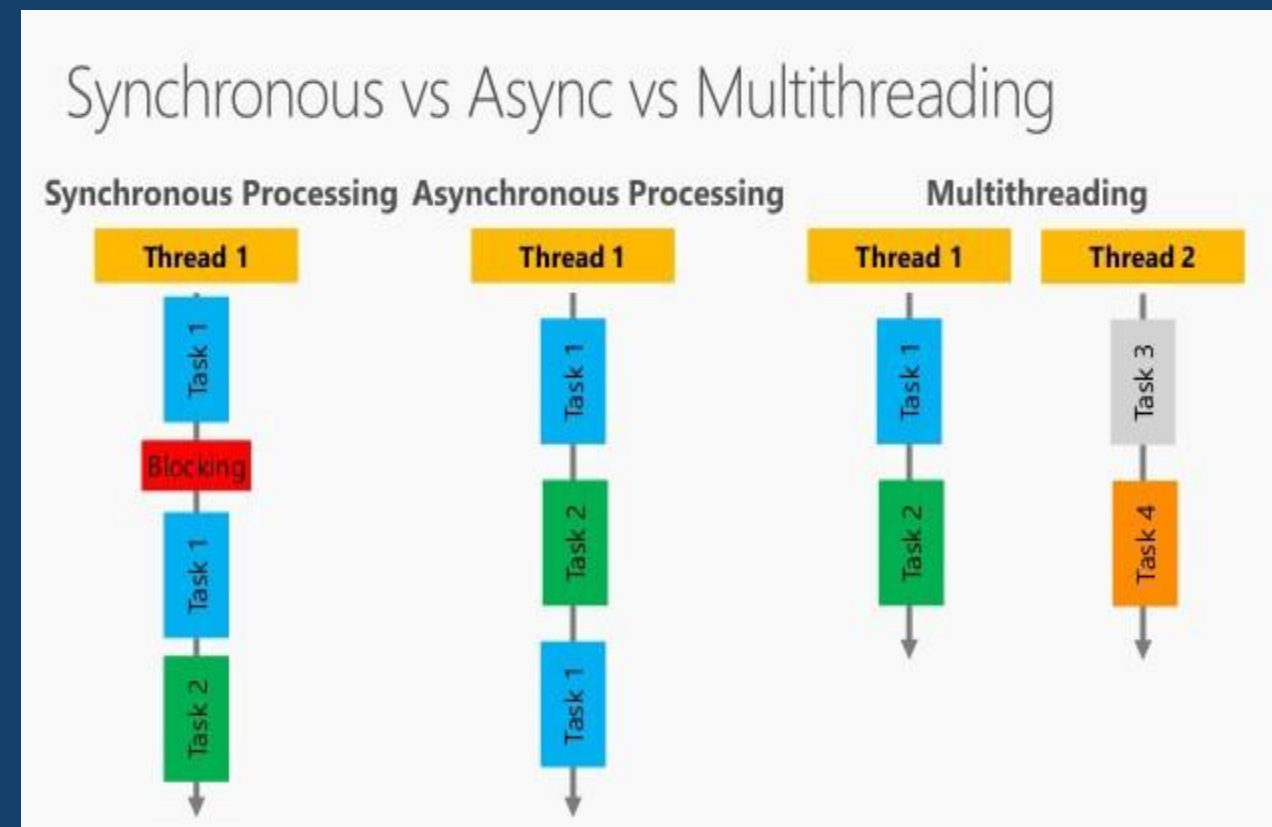 Synchronous vs Async vs Multithreading
Synchronous Processing
Thread 1
Task 1
Blocking
Task 1
Task 2
Asynchronous Processing
Thread 1
Task 1
Task 2
Task 1
Multithreading
Thread 1
Task 1
Task 2
Thread 2
Task 3
Task 4